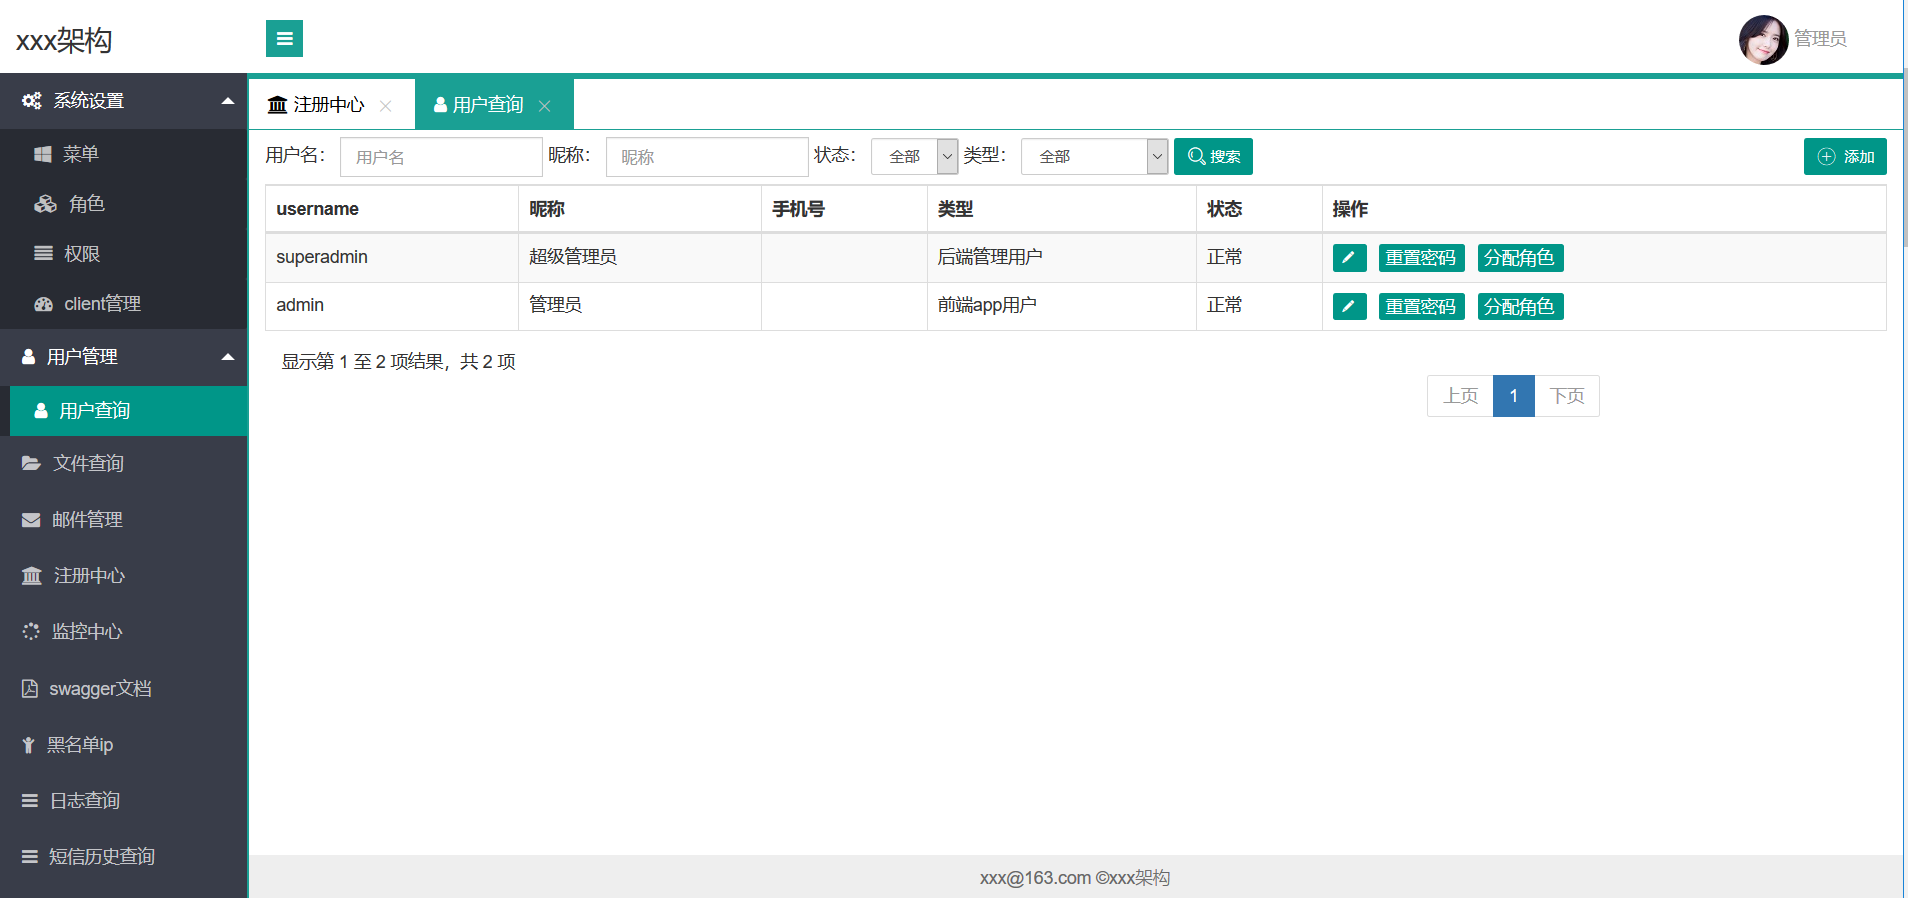 xxx架构
管理员
系统设置
菜单
角色
权限
client管理
用户管理
用户查询
文件查询
邮件管理
注册中心
监控中心
swagger文档
黑名单ip
日志查询
短信历史查询
注册中心 用户查询
用户名： 用户名 昵称： 昵称 状态： 全部 类型： 全部 搜索 添加
username 昵称 手机号 类型 状态 操作
superadmin 超级管理员 后端管理用户 正常 重置密码 分配角色
admin 管理员 前端app用户 正常 重置密码 分配角色
显示第 1 至 2 项结果，共 2 项
上页 1 下页
xxx@163.com ©xxx架构